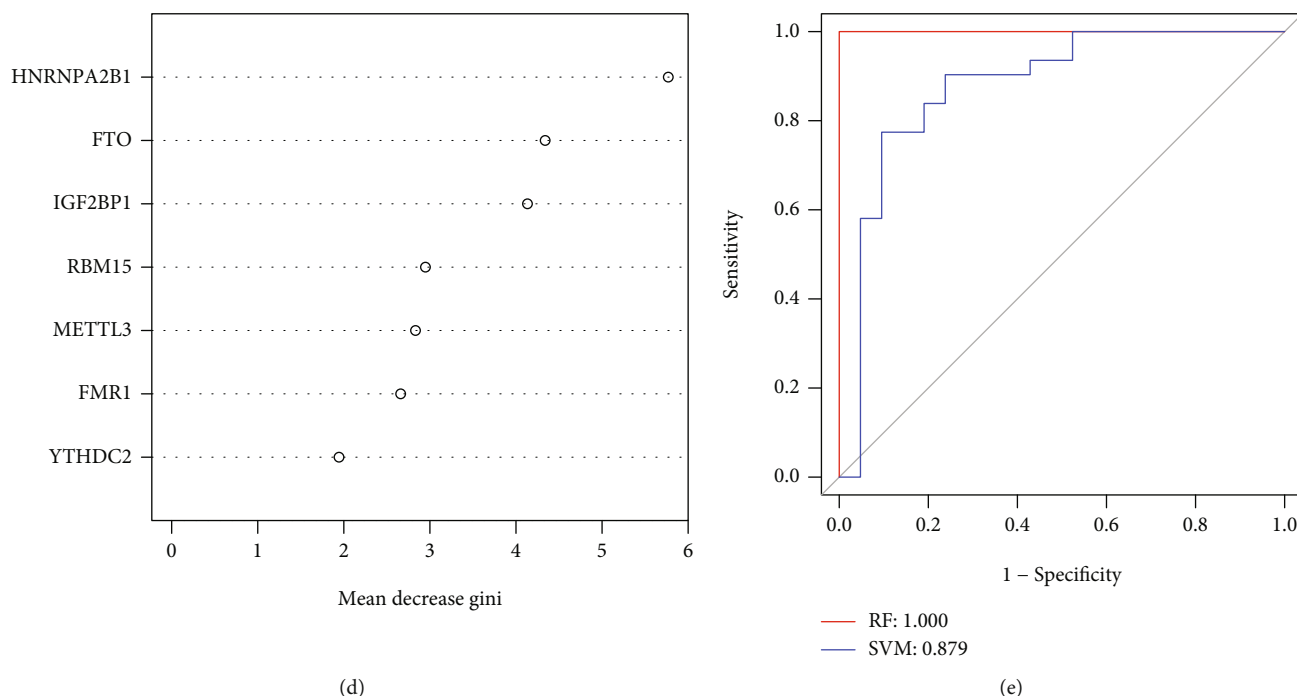 HNRNPA2B1
FTO
IGF2BP1
RBM15
METTL3
FMR1
YTHDC2
0 1 2 3 4 5 6
Mean decrease gini
(d)
1.0
0.8
0.6
0.4
0.2
0.0
Sensitivity
0.0 0.2 0.4 0.6 0.8 1.0
1 − Specificity
RF: 1.000
SVM: 0.879
(e)